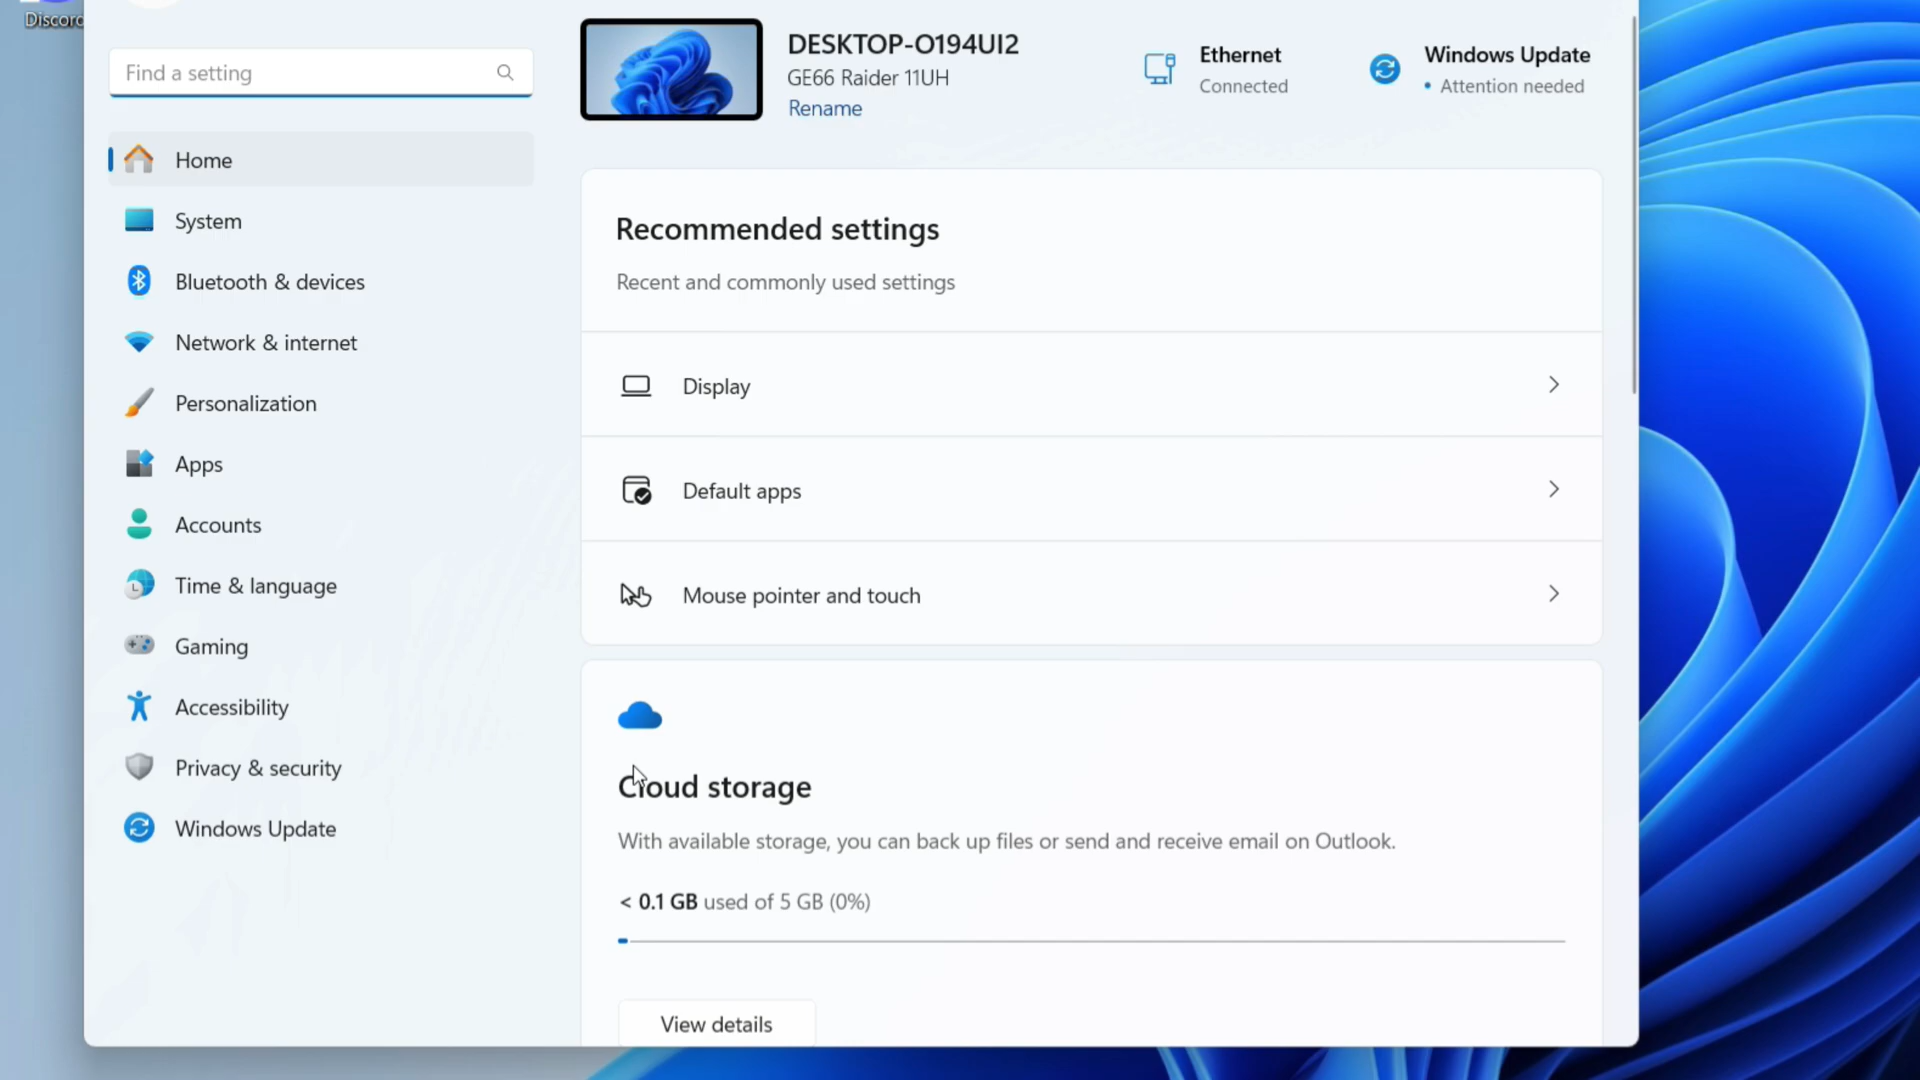 Discord
Find a setting
Home
System
Bluetooth & devices
Network & internet
Personalization
Apps
Accounts
Time & language
Gaming
Accessibility
Privacy & security
Windows Update
DESKTOP-O194UI2
GE66 Raider 11UH
Rename
Ethernet
Connected
Windows Update
• Attention needed
Recommended settings
Recent and commonly used settings
Display
Default apps
Mouse pointer and touch
Cloud storage
With available storage, you can back up files or send and receive email on Outlook.
< 0.1 GB used of 5 GB (0%)
View details